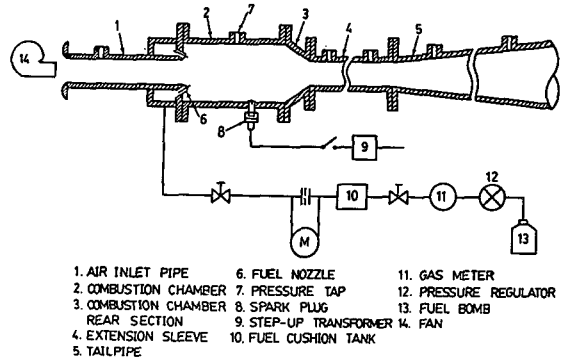 1 2 7 3 4 5
14
6
8
9
12
10 11
M 13
1. AIR INLET PIPE
2. COMBUSTION CHAMBER
3. COMBUSTION CHAMBER
REAR SECTION
4. EXTENSION SLEEVE
5. TAILPIPE
6. FUEL NOZZLE
7. PRESSURE TAP
8. SPARK PLUG
9. STEP-UP TRANSFORMER
10. FUEL CUSHION TANK
11. GAS METER
12. PRESSURE REGULATOR
13. FUEL BOMB
14. FAN